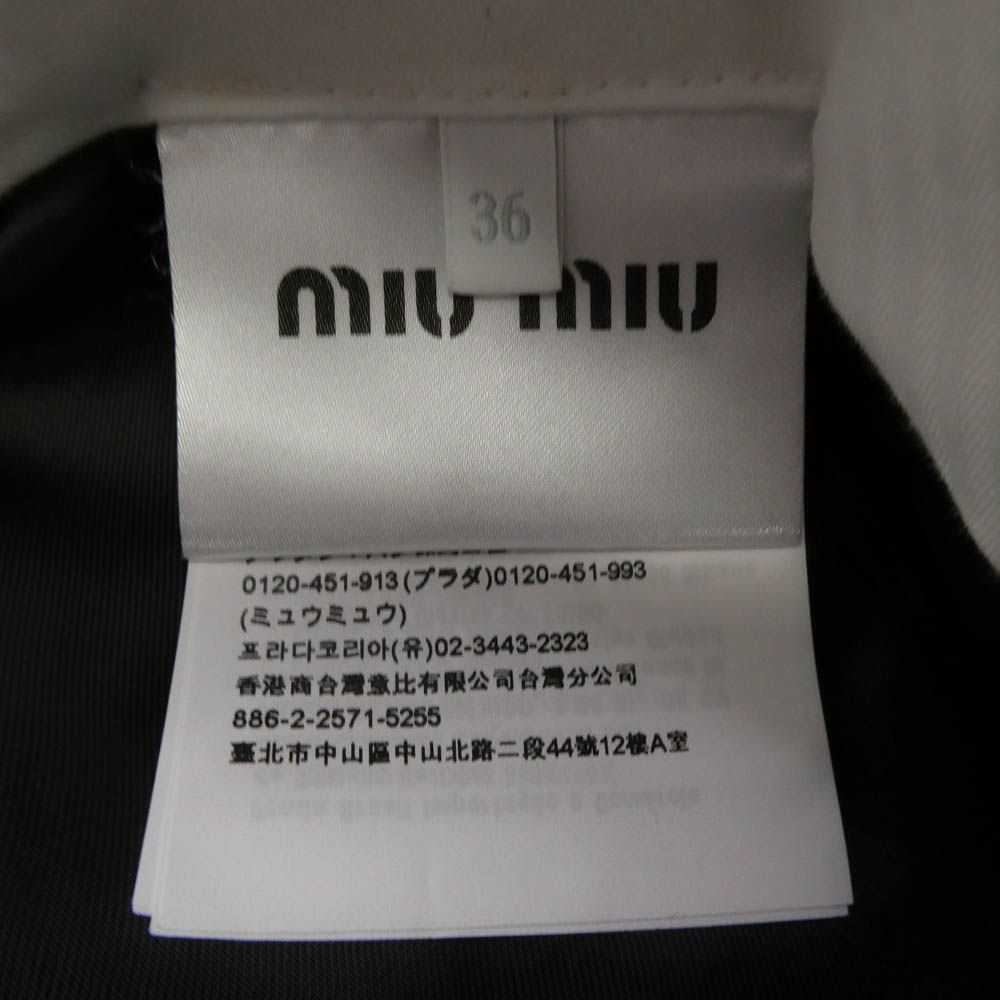 36
miu miu
0120-451-913(プラダ)0120-451-993
(ミュウミュウ)
프라다코리아(유)02-3443-2323
香港商台灣意比有限公司台灣分公司
886-2-2571-5255
臺北市中山區中山北路二段44號12樓A室